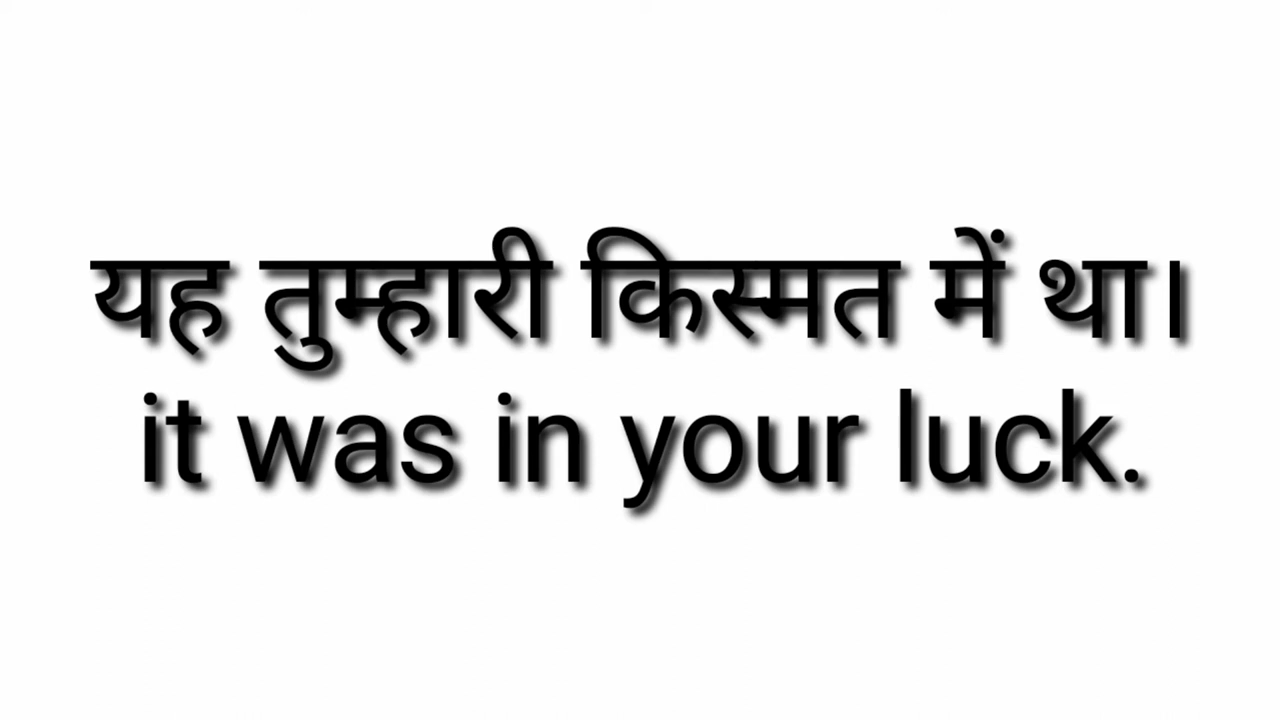 यह तुम्हारी किस्मत में था।
it was in your luck.